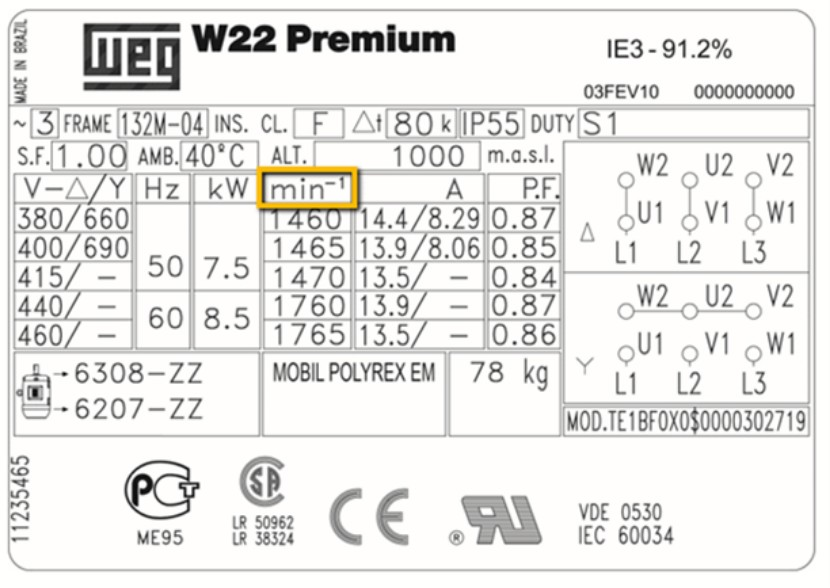 MADE IN BRAZIL
weg W22 Premium
IE3 - 91.2%
03FEV10 0000000000
~ 3 FRAME 132M-04 INS. CL. F Δt 80 k IP55 DUTY S1
S.F. 1.00 AMB. 40°C ALT. 1000 m.a.s.l.
V-△/Y Hz kW min⁻¹ A P.F.
380/660 1460 14.4/8.29 0.87
400/690 1465 13.9/8.06 0.85
415/ - 50 7.5 1470 13.5/ - 0.84
440/ - 60 8.5 1760 13.9/ - 0.87
460/ - 1765 13.5/ - 0.86
W2 U2 V2
△ U1 V1 W1
L1 L2 L3
W2 U2 V2
Y U1 V1 W1
L1 L2 L3
6308-ZZ
6207-ZZ
MOBIL POLYREX EM
78 kg
MOD.TE1BF0X0$0000302719
11235465
PCT
ME95
SA
LR 50962
LR 38324
CE
® RU
VDE 0530
IEC 60034